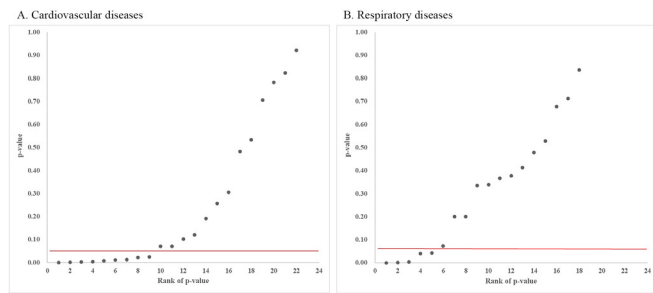 A. Cardiovascular diseases
1.00
0.90
0.80
0.70
0.60
0.50
0.40
0.30
0.20
0.10
0.00
p-value
0 2 4 6 8 10 12 14 16 18 20 22 24
Rank of p-value
B. Respiratory diseases
1.00
0.90
0.80
0.70
0.60
0.50
0.40
0.30
0.20
0.10
0.00
p-value
0 2 4 6 8 10 12 14 16 18 20 22 24
Rank of p-value